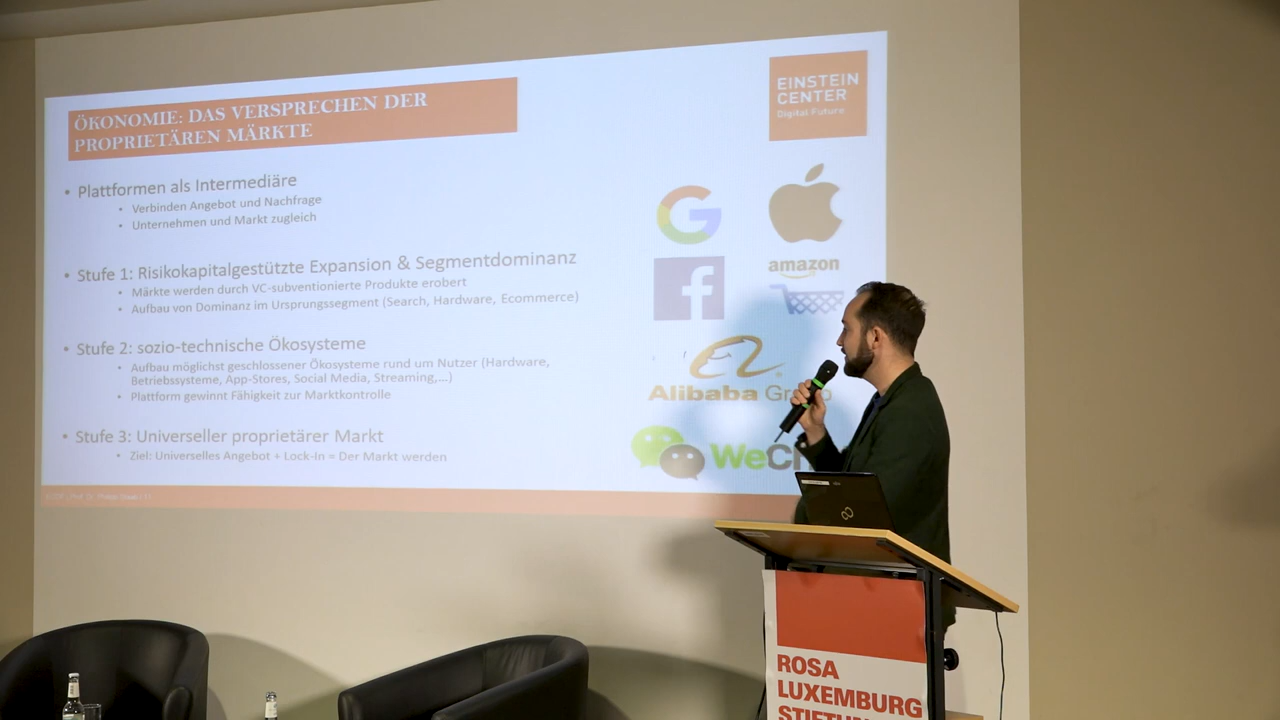 ÖKONOMIE: DAS VERSPRECHEN DER
PROPRIETÄREN MÄRKTE
EINSTEIN
CENTER
Digital Future
• Plattformen als Intermediäre
• Verbinden Angebot und Nachfrage
• Unternehmen und Markt zugleich
• Stufe 1: Risikokapitalgestützte Expansion & Segmentdominanz
• Märkte werden durch VC-subventionierte Produkte erobert
• Aufbau von Dominanz im Ursprungssegment (Search, Hardware, Ecommerce)
• Stufe 2: sozio-technische Ökosysteme
• Aufbau möglichst geschlossener Ökosysteme rund um Nutzer (Hardware,
Betriebssysteme, App-Stores, Social Media, Streaming,...)
• Plattform gewinnt Fähigkeit zur Marktkontrolle
• Stufe 3: Universeller proprietärer Markt
• Ziel: Universelles Angebot + Lock-In = Der Markt werden
G
f
amazon
Alibaba
WeC
ROSA
LUXEMBURG